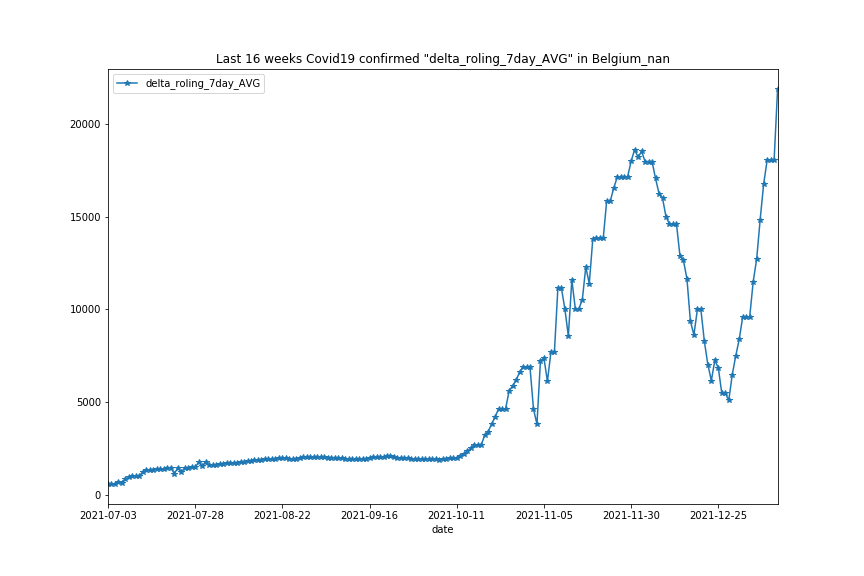 Last 16 weeks Covid19 confirmed "delta_roling_7day_AVG" in Belgium_nan
delta_roling_7day_AVG
20000
15000
10000
5000
0
2021-07-03 2021-07-28 2021-08-22 2021-09-16 2021-10-11 2021-11-05 2021-11-30 2021-12-25
date